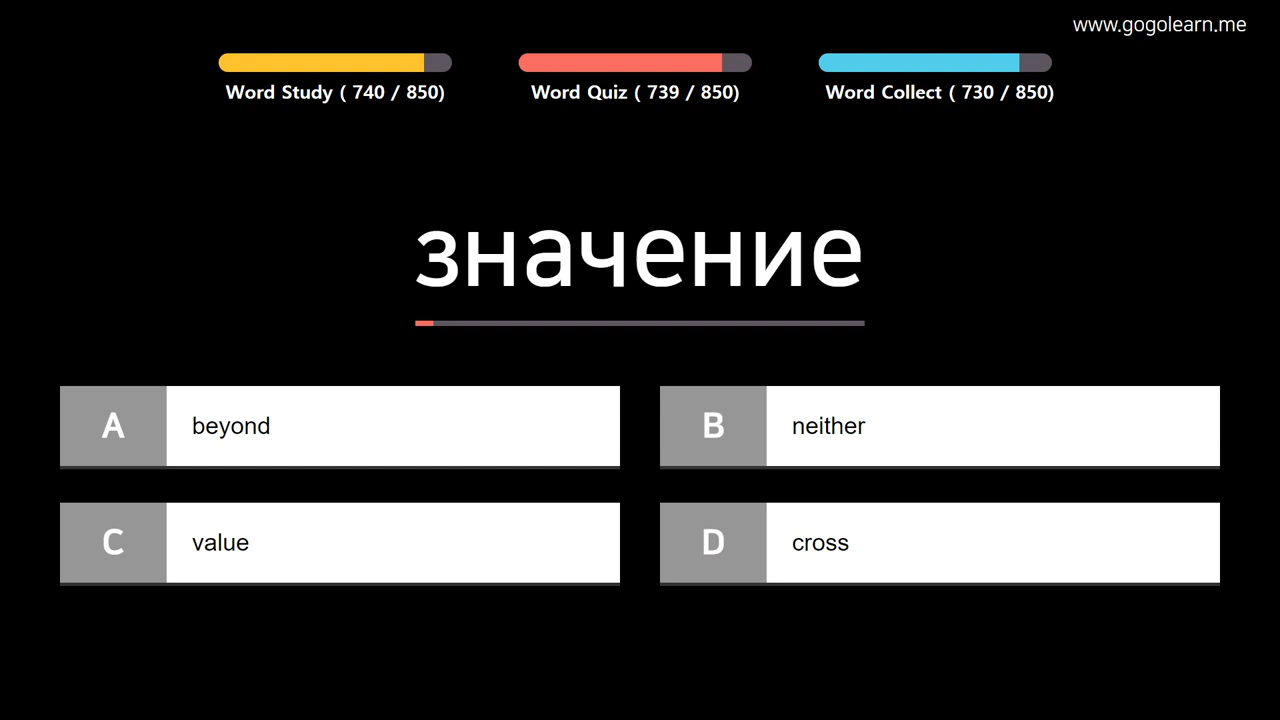 www.gogolearn.me
Word Study ( 740 / 850)
Word Quiz ( 739 / 850)
Word Collect ( 730 / 850)
значение
A beyond
B neither
C value
D cross